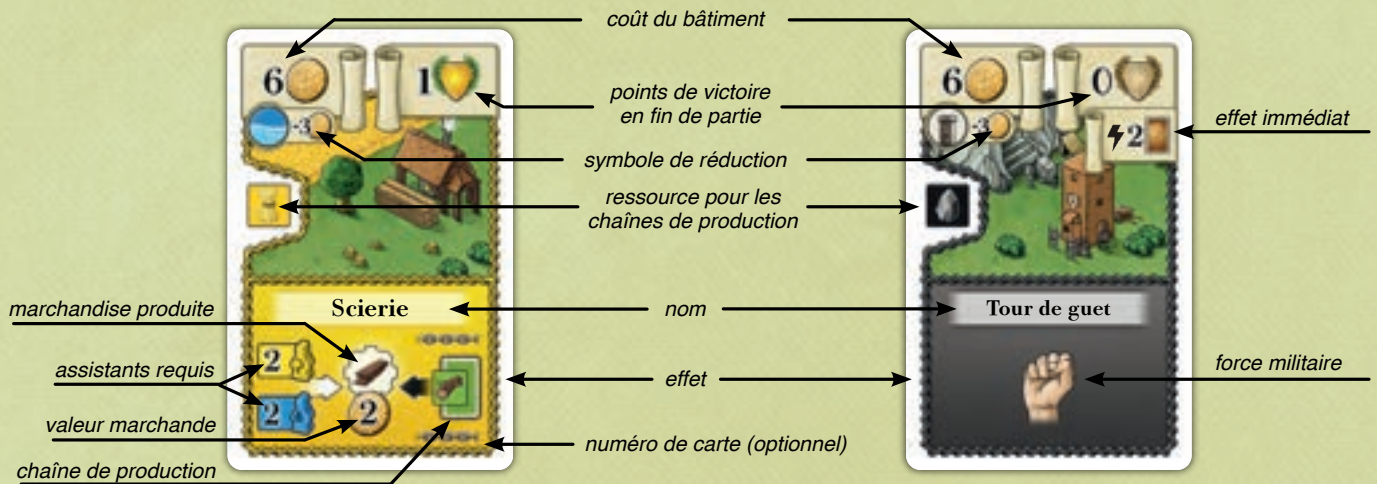 coût du bâtiment
6
1
6
0
points de victoire
en fin de partie
effet immédiat
-3
-3
2
symbole de réduction
ressource pour les
chaînes de production
marchandise produite
Scierie
nom
Tour de guet
2
assistants requis
effet
force militaire
2
2
valeur marchande
numéro de carte (optionnel)
chaîne de production